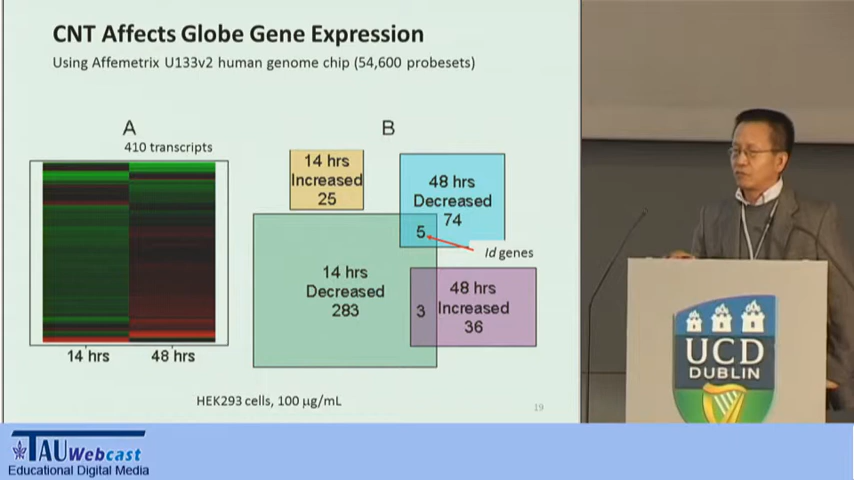 CNT Affects Globe Gene Expression
Using Affemetrix U133v2 human genome chip (54,600 probesets)
A
410 transcripts
14 hrs
48 hrs
B
14 hrs
Increased
25
48 hrs
Decreased
74
5
Id genes
14 hrs
Decreased
283
3
48 hrs
Increased
36
HEK293 cells, 100 µg/mL
19
UCD
DUBLIN
TAU Webcast
Educational Digital Media